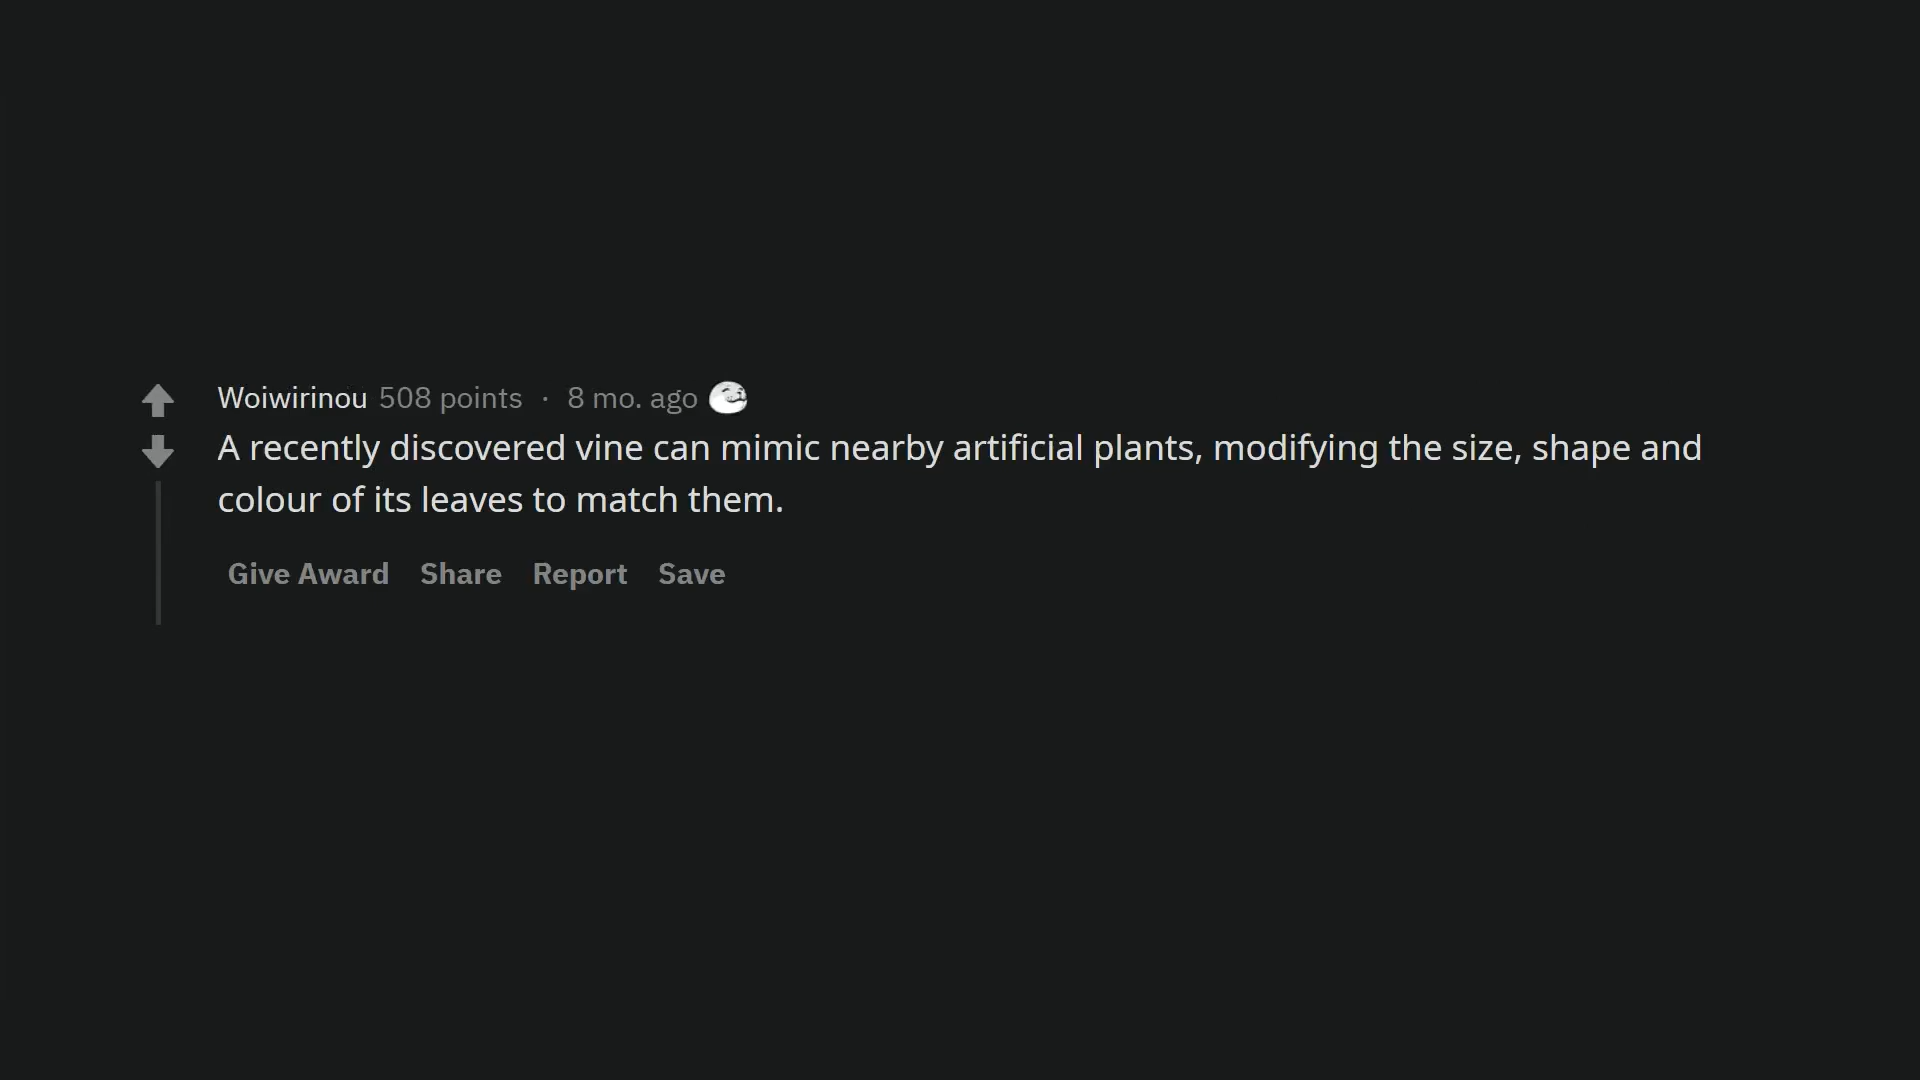 Woiwirinou 508 points · 8 mo. ago
A recently discovered vine can mimic nearby artificial plants, modifying the size, shape and
colour of its leaves to match them.
Give Award Share Report Save